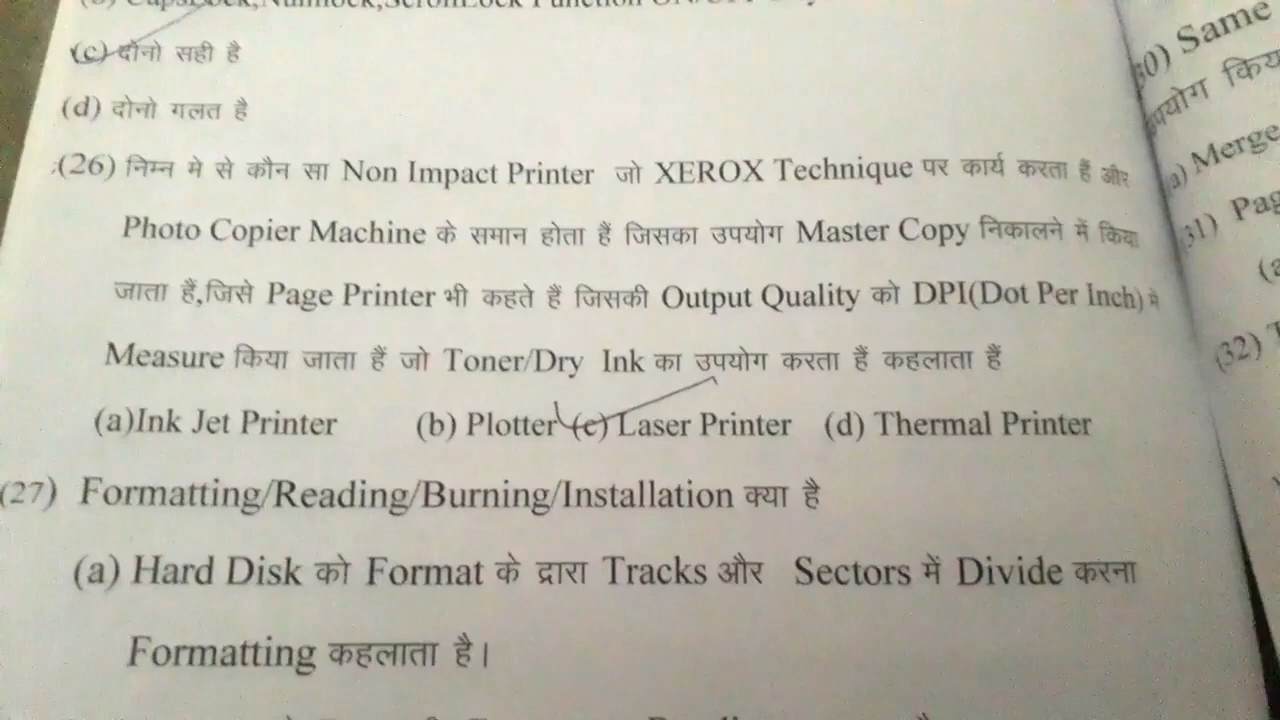 (c) दोनो सही है
(d) दोनो गलत है
(26) निम्न मे से कौन सा Non Impact Printer जो XEROX Technique पर कार्य करता हैं और
Photo Copier Machine के समान होता हैं जिसका उपयोग Master Copy निकालने में किया
जाता हैं,जिसे Page Printer भी कहते हैं जिसकी Output Quality को DPI(Dot Per Inch) मे
Measure किया जाता हैं जो Toner/Dry Ink का उपयोग करता हैं कहलाता हैं
(a)Ink Jet Printer (b) Plotter (c) Laser Printer (d) Thermal Printer
(27) Formatting/Reading/Burning/Installation क्या है
(a) Hard Disk को Format के द्रारा Tracks और Sectors में Divide करना
Formatting कहलाता है।
30) Same
उपयोग
a) Merge
31)
(32)